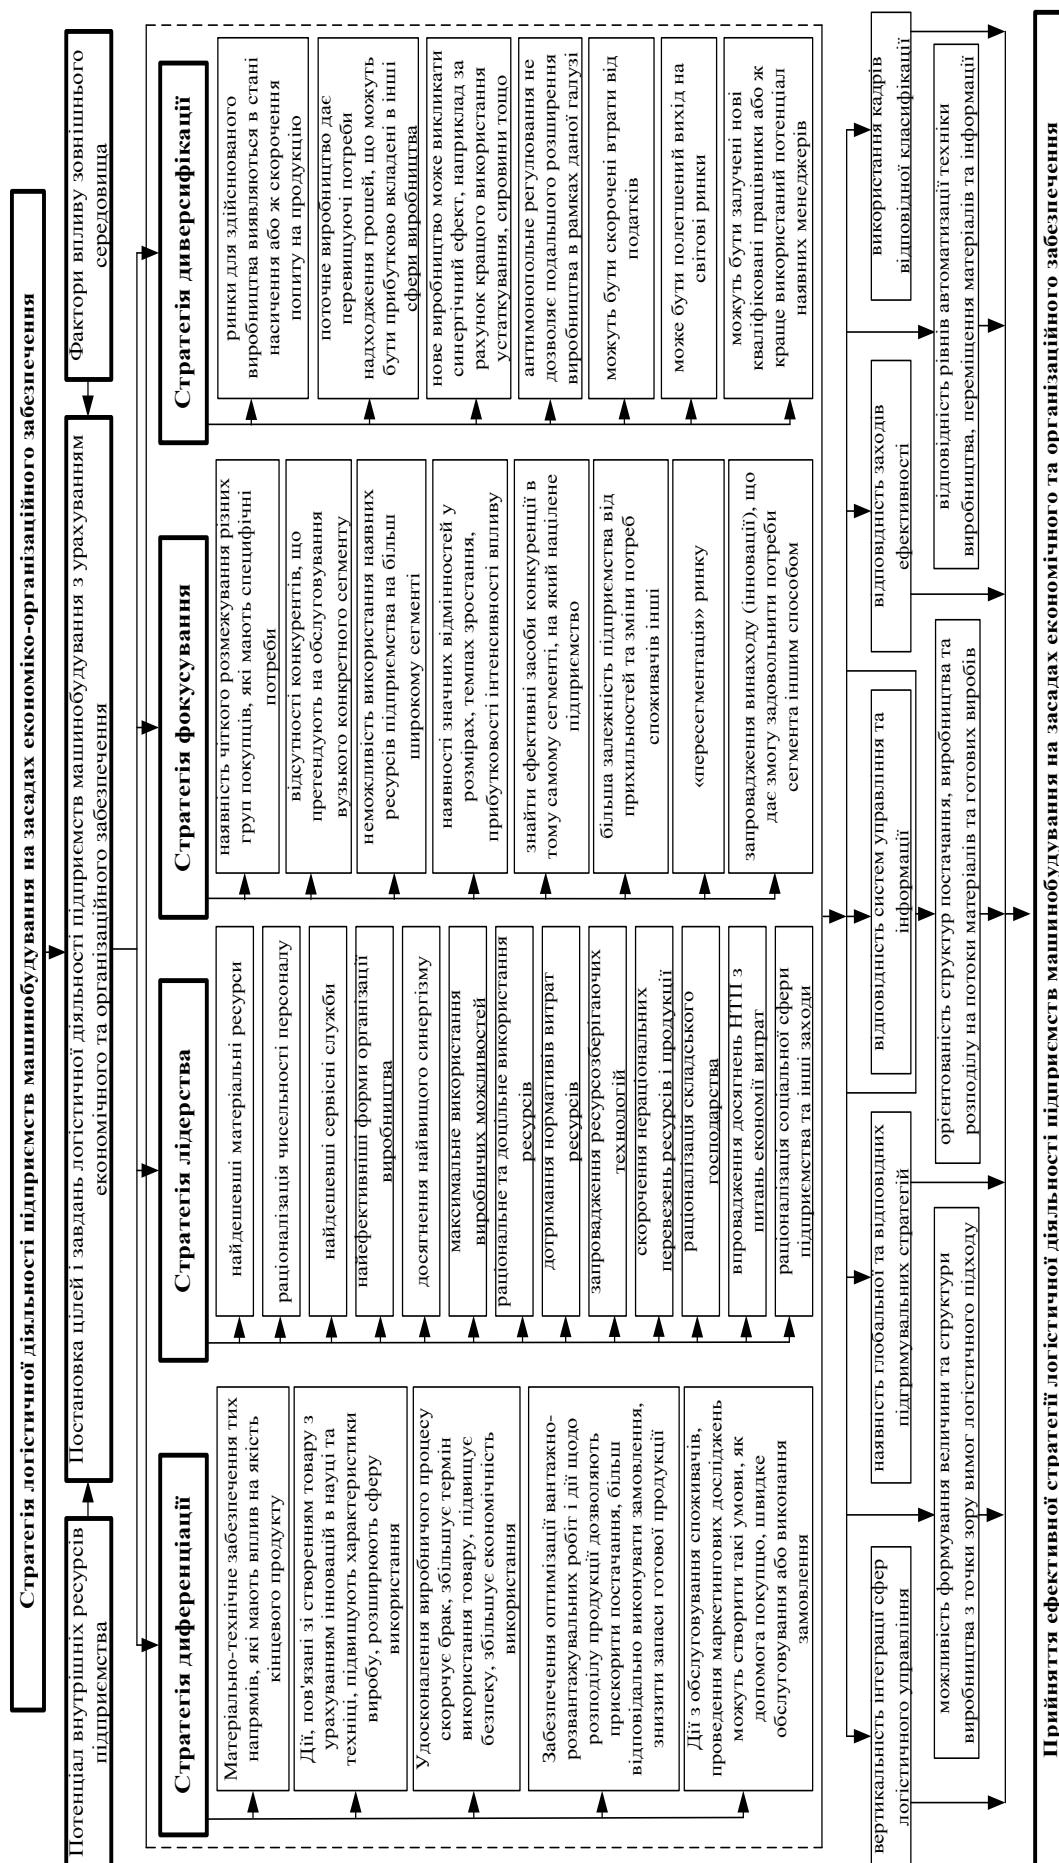 Стратегія логістичної діяльності підприємств машинобудування на засадах економіко-організаційного забезпечення
Потенціал внутрішніх ресурсів
підприємства
Постановка цілей і завдань логістичної діяльності підприємств машинобудування з урахуванням
економічного та організаційного забезпечення
Фактори впливу зовнішнього
середовища
Стратегія диференціації
Матеріально-технічне забезпечення тих
напрямів, які мають вплив на якість
кінцевого продукту
Дії, пов'язані зі створенням товару з
урахуванням інновацій в науці та
техніці, підвищують характеристики
виробу, розширюють сферу
використання
Удосконалення виробничого процесу
скорочує брак, збільшує термін
використання товару, підвищує
безпеку, збільшує економічність
використання
Забезпечення оптимізації вантажно-
розвантажувальних робіт і дії щодо
розподілу продукції дозволяють
прискорити постачання, більш
відповідально виконувати замовлення,
знизити запаси готової продукції
Дії з обслуговування споживачів,
проведення маркетингових досліджень
можуть створити такі умови, як
допомога покупцю, швидке
обслуговування або виконання
замовлення
Стратегія лідерства
найдешевші матеріальні ресурси
раціоналізація чисельності персоналу
найдешевші сервісні служби
найефективніші форми організації
виробництва
досягнення найвищого синергізму
максимальне використання
виробничих можливостей
раціональне та доцільне використання
ресурсів
дотримання нормативів витрат
ресурсів
запровадження ресурсозберігаючих
технологій
скорочення нераціональних
перевезень ресурсів і продукції
раціоналізація складського
господарства
впровадження досягнень НТП з
питань економії витрат
раціоналізація соціальної сфери
підприємства та інші заходи
Стратегія фокусування
наявність чіткого розмежування різних
груп покупців, які мають специфічні
потреби
відсутності конкурентів, що
претендують на обслуговування
вузького конкретного сегменту
неможливість використання наявних
ресурсів підприємства на більш
широкому сегменті
наявності значних відмінностей у
розмірах, темпах зростання,
прибутковості інтенсивності впливу
знайти ефективні засоби конкуренції в
тому самому сегменті, на який націлене
підприємство
більша залежність підприємства від
прихильностей та зміни потреб
споживачів інші
«пересегментація» ринку
запровадження винаходу (інновації), що
дає змогу задовольнити потреби
сегмента іншим способом
Стратегія диверсифікації
ринки для здійснюваного
виробництва виявляються в стані
насичення або ж скорочення
попиту на продукцію
поточне виробництво дає
перевищуючі потреби
надходження грошей, що можуть
бути прибутково вкладені в інші
сфери виробництва
нове виробництво може викликати
синергічний ефект, наприклад за
рахунок кращого використання
устаткування, сировини тощо
антимонопольне регулювання не
дозволяє подальшого розширення
виробництва в рамках даної галузі
можуть бути скорочені втрати від
податків
може бути полегшений вихід на
світові ринки
можуть бути залучені нові
кваліфіковані працівники або ж
краще використаний потенціал
наявних менеджерів
вертикальність інтеграції сфер
логістичного управління
наявність глобальної та відповідних
підтримувальних стратегій
відповідність систем управління та
інформації
відповідність заходів
ефективності
використання кадрів
відповідної класифікації
можливість формування величини та структури
виробництва з точки зору вимог логістичного підходу
орієнтованість структур постачання, виробництва та
розподілу на потоки матеріалів та готових виробів
відповідність рівнів автоматизації техніки
виробництва, переміщення матеріалів та інформації
Прийняття ефективної стратегії логістичної діяльності підприємств машинобудування на засадах економічного та організаційного забезпечення